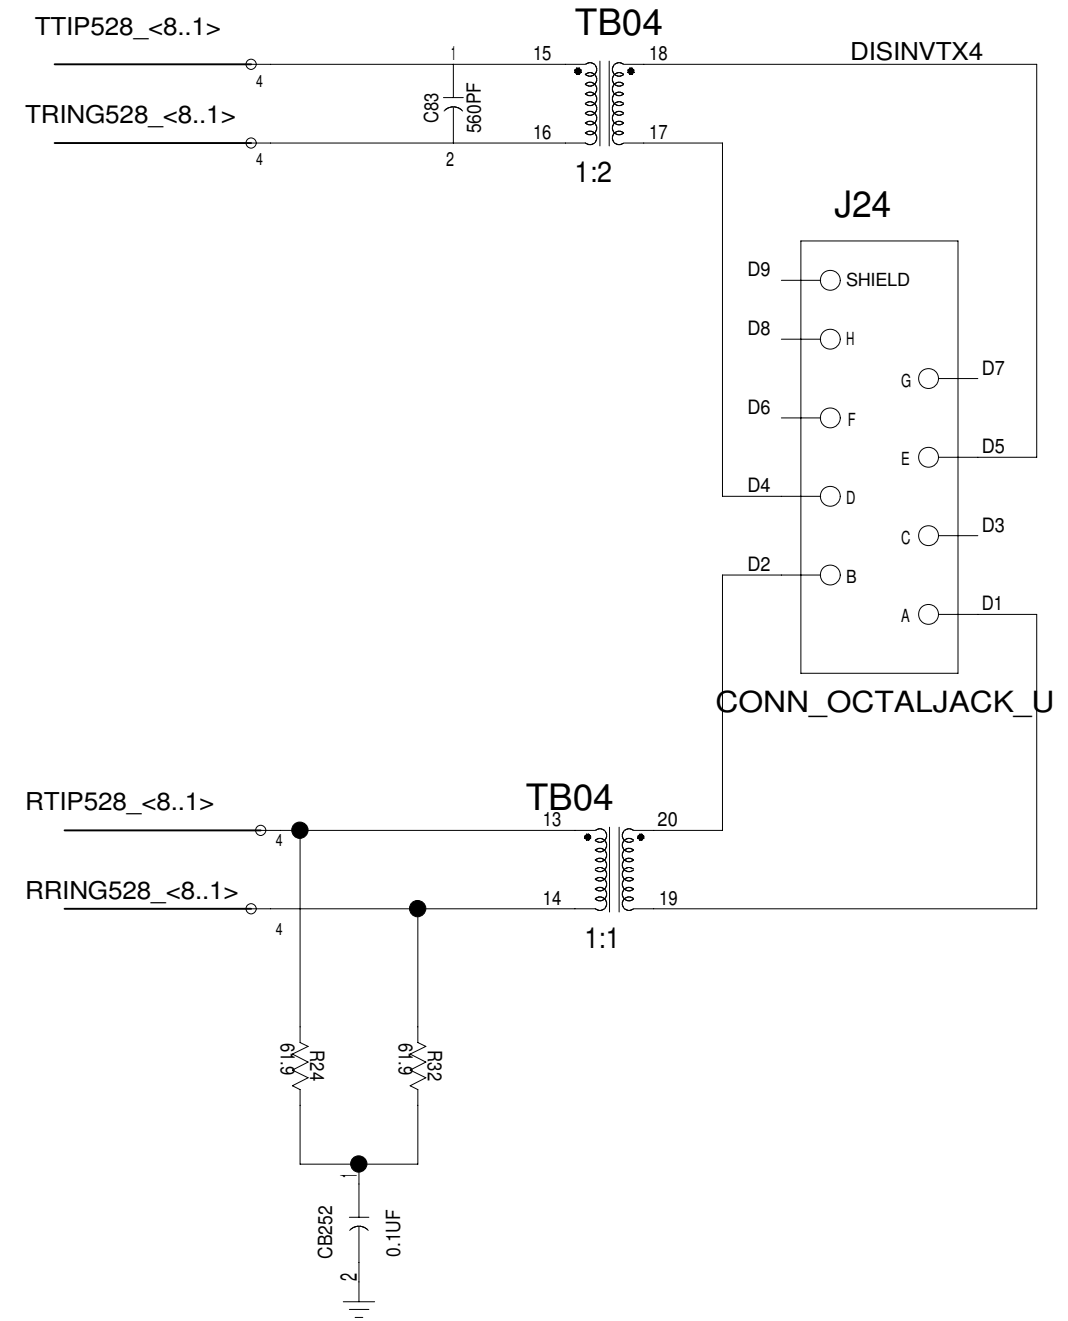 TTIP528_<8..1>
TB04
1
15
18
DISINVTX4
4
C83
560PF
TRING528_<8..1>
16
17
4
2
1:2
J24
D9
SHIELD
D8
H
G
D7
D6
F
E
D5
D4
D
C
D3
D2
B
A
D1
CONN_OCTALJACK_U
RTIP528_<8..1>
TB04
13
20
4
RRING528_<8..1>
14
19
4
1:1
61.9
R24
61.9
R32
1
CB252
0.1UF
2